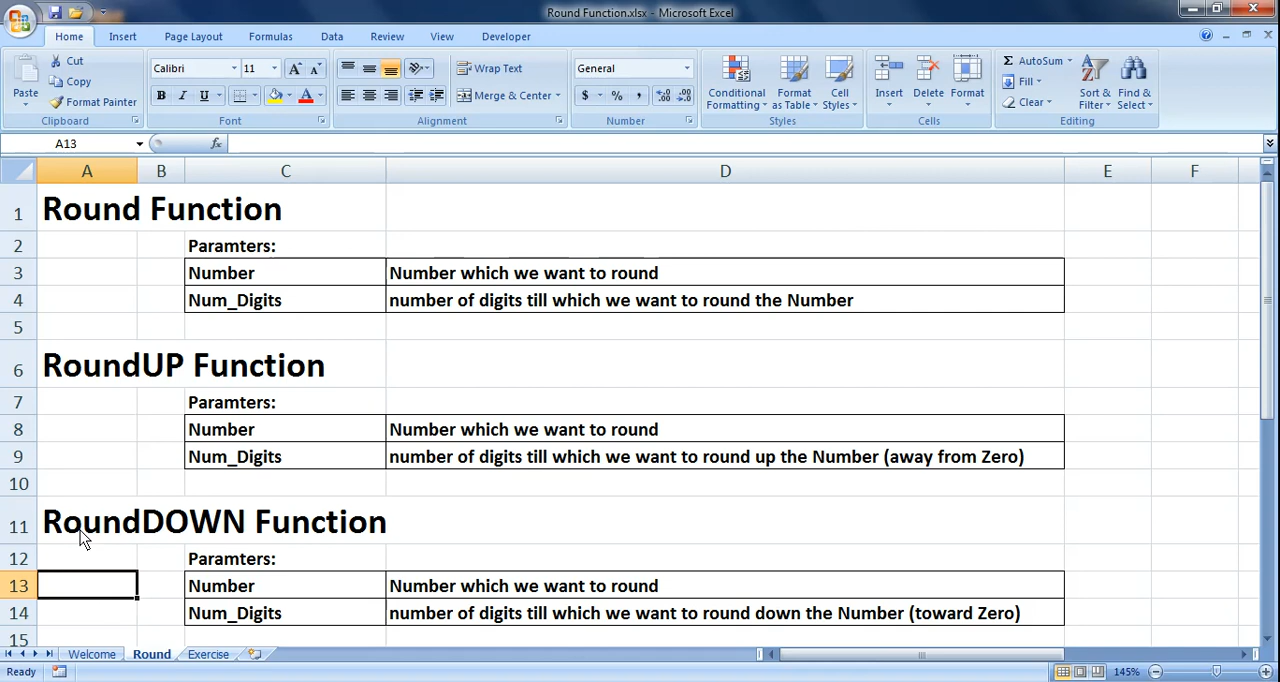 Round Function.xlsx - Microsoft Excel
Home Insert Page Layout Formulas Data Review View Developer
Paste Cut Copy Format Painter Clipboard
Calibri 11 B I U A Font
Wrap Text Merge & Center Alignment
General $ % , Number
Conditional Formatting Format as Table Cell Styles Styles
Insert Delete Format Cells
Σ AutoSum Fill Clear Sort & Filter Find & Select Editing
A13 fx
A B C D E F
1 Round Function
2 Paramters:
3 Number Number which we want to round
4 Num_Digits number of digits till which we want to round the Number
5
6 RoundUP Function
7 Paramters:
8 Number Number which we want to round
9 Num_Digits number of digits till which we want to round up the Number (away from Zero)
10
11 RoundDOWN Function
12 Paramters:
13 Number Number which we want to round
14 Num_Digits number of digits till which we want to round down the Number (toward Zero)
15
Welcome Round Exercise
Ready 145%